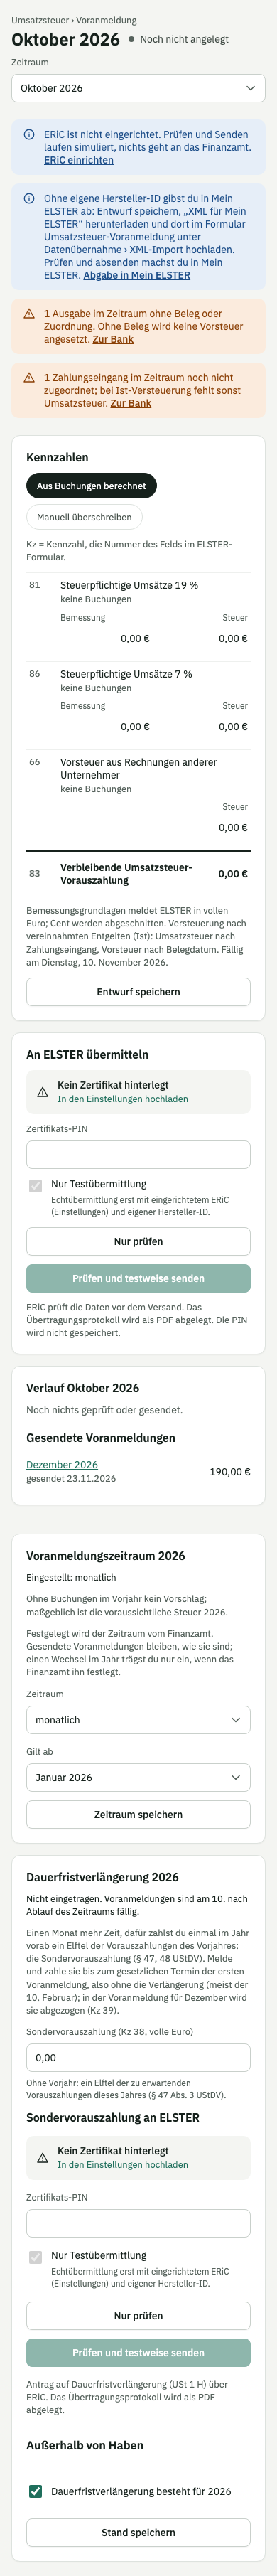 Umsatzsteuer › Voranmeldung
Oktober 2026 Noch nicht angelegt
Zeitraum
Oktober 2026
ERiC ist nicht eingerichtet. Prüfen und Senden
laufen simuliert, nichts geht an das Finanzamt.
ERiC einrichten
Ohne eigene Hersteller-ID gibst du in Mein
ELSTER ab: Entwurf speichern, „XML für Mein
ELSTER“ herunterladen und dort im Formular
Umsatzsteuer-Voranmeldung unter
Datenübernahme › XML-Import hochladen.
Prüfen und absenden machst du in Mein
ELSTER. Abgabe in Mein ELSTER
1 Ausgabe im Zeitraum ohne Beleg oder
Zuordnung. Ohne Beleg wird keine Vorsteuer
angesetzt. Zur Bank
1 Zahlungseingang im Zeitraum noch nicht
zugeordnet; bei Ist-Versteuerung fehlt sonst
Umsatzsteuer. Zur Bank
Kennzahlen
Aus Buchungen berechnet
Manuell überschreiben
Kz = Kennzahl, die Nummer des Felds im ELSTER-
Formular.
81 Steuerpflichtige Umsätze 19 %
keine Buchungen
Bemessung Steuer
0,00 € 0,00 €
86 Steuerpflichtige Umsätze 7 %
keine Buchungen
Bemessung Steuer
0,00 € 0,00 €
66 Vorsteuer aus Rechnungen anderer
Unternehmer
keine Buchungen
Steuer
0,00 €
83 Verbleibende Umsatzsteuer-
Vorauszahlung 0,00 €
Bemessungsgrundlagen meldet ELSTER in vollen
Euro; Cent werden abgeschnitten. Versteuerung nach
vereinnahmten Entgelten (Ist): Umsatzsteuer nach
Zahlungseingang, Vorsteuer nach Belegdatum. Fällig
am Dienstag, 10. November 2026.
Entwurf speichern
An ELSTER übermitteln
Kein Zertifikat hinterlegt
In den Einstellungen hochladen
Zertifikats-PIN
Nur Testübermittlung
Echtübermittlung erst mit eingerichtetem ERiC
(Einstellungen) und eigener Hersteller-ID.
Nur prüfen
Prüfen und testweise senden
ERiC prüft die Daten vor dem Versand. Das
Übertragungsprotokoll wird als PDF abgelegt. Die PIN
wird nicht gespeichert.
Verlauf Oktober 2026
Noch nichts geprüft oder gesendet.
Gesendete Voranmeldungen
Dezember 2026
gesendet 23.11.2026 190,00 €
Voranmeldungszeitraum 2026
Eingestellt: monatlich
Ohne Buchungen im Vorjahr kein Vorschlag;
maßgeblich ist die voraussichtliche Steuer 2026.
Festgelegt wird der Zeitraum vom Finanzamt.
Gesendete Voranmeldungen bleiben, wie sie sind;
einen Wechsel im Jahr trägst du nur ein, wenn das
Finanzamt ihn festlegt.
Zeitraum
monatlich
Gilt ab
Januar 2026
Zeitraum speichern
Dauerfristverlängerung 2026
Nicht eingetragen. Voranmeldungen sind am 10. nach
Ablauf des Zeitraums fällig.
Einen Monat mehr Zeit, dafür zahlst du einmal im Jahr
vorab ein Elftel der Vorauszahlungen des Vorjahres:
die Sondervorauszahlung (§ 47, 48 UStDV). Melde
und zahle sie bis zum gesetzlichen Termin der ersten
Voranmeldung, also ohne die Verlängerung (meist der
10. Februar); in der Voranmeldung für Dezember wird
sie abgezogen (Kz 39).
Sondervorauszahlung (Kz 38, volle Euro)
0,00
Ohne Vorjahr: ein Elftel der zu erwartenden
Vorauszahlungen dieses Jahres (§ 47 Abs. 3 UStDV).
Sondervorauszahlung an ELSTER
Kein Zertifikat hinterlegt
In den Einstellungen hochladen
Zertifikats-PIN
Nur Testübermittlung
Echtübermittlung erst mit eingerichtetem ERiC
(Einstellungen) und eigener Hersteller-ID.
Nur prüfen
Prüfen und testweise senden
Antrag auf Dauerfristverlängerung (USt 1 H) über
ERiC. Das Übertragungsprotokoll wird als PDF
abgelegt.
Außerhalb von Haben
Dauerfristverlängerung besteht für 2026
Stand speichern